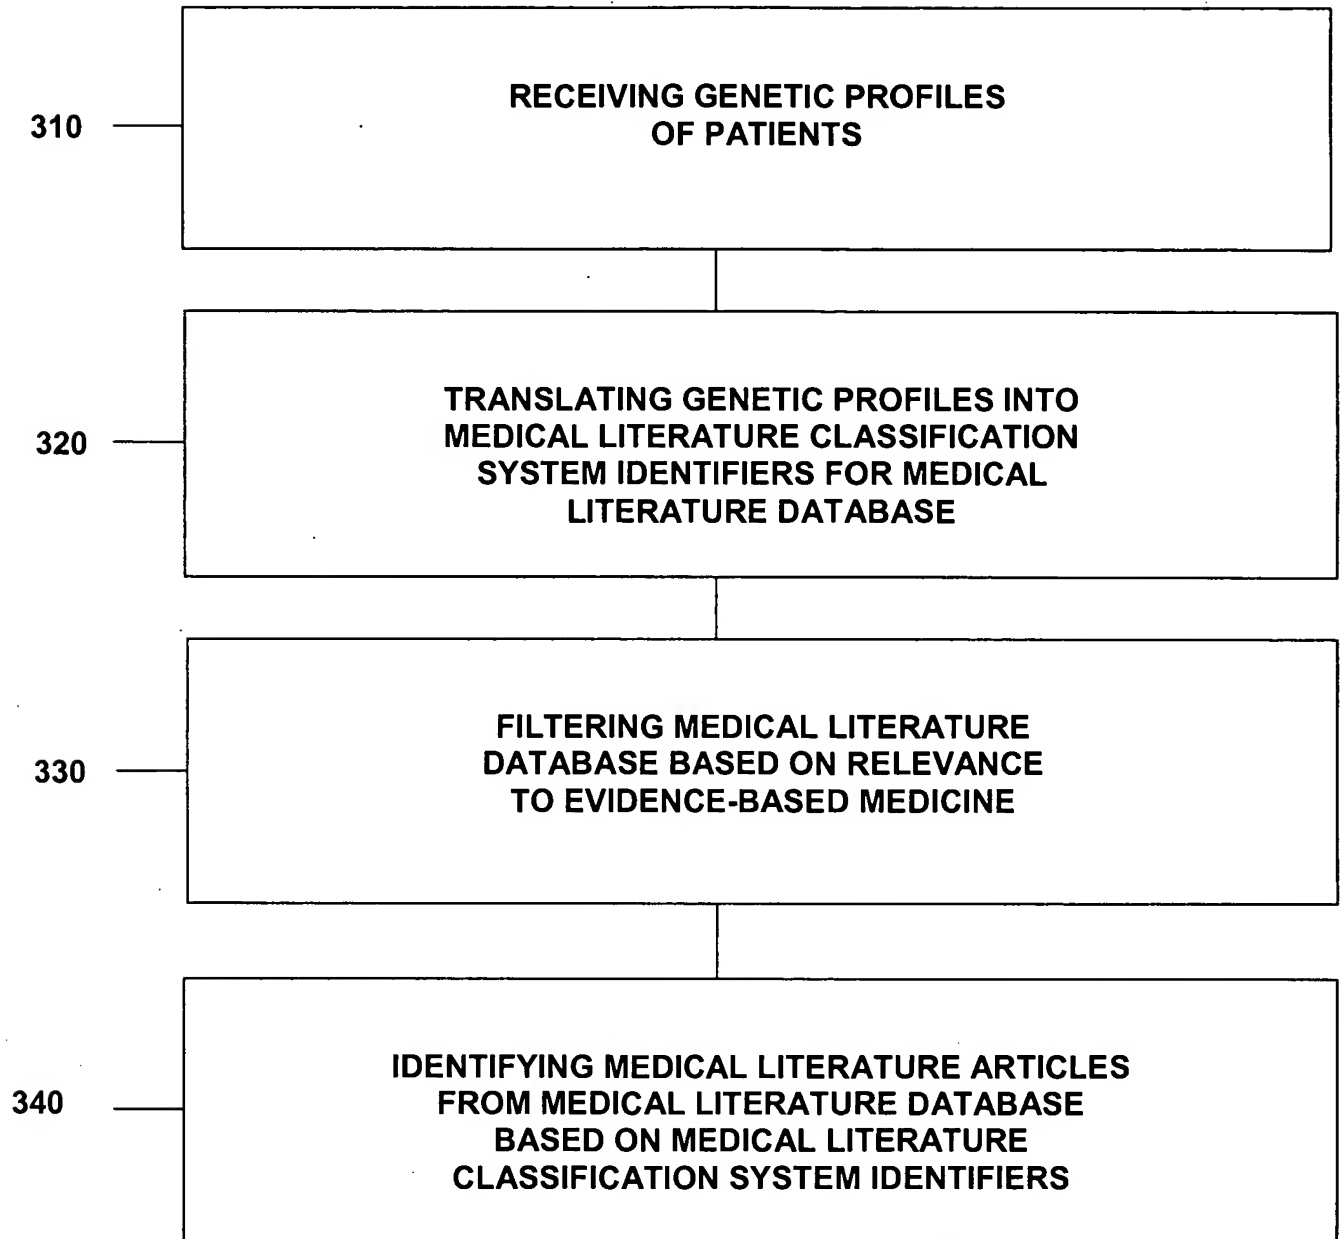 RECEIVING GENETIC PROFILES
OF PATIENTS
310
TRANSLATING GENETIC PROFILES INTO
MEDICAL LITERATURE CLASSIFICATION
SYSTEM IDENTIFIERS FOR MEDICAL
LITERATURE DATABASE
320
FILTERING MEDICAL LITERATURE
DATABASE BASED ON RELEVANCE
TO EVIDENCE-BASED MEDICINE
330
IDENTIFYING MEDICAL LITERATURE ARTICLES
FROM MEDICAL LITERATURE DATABASE
BASED ON MEDICAL LITERATURE
CLASSIFICATION SYSTEM IDENTIFIERS
340